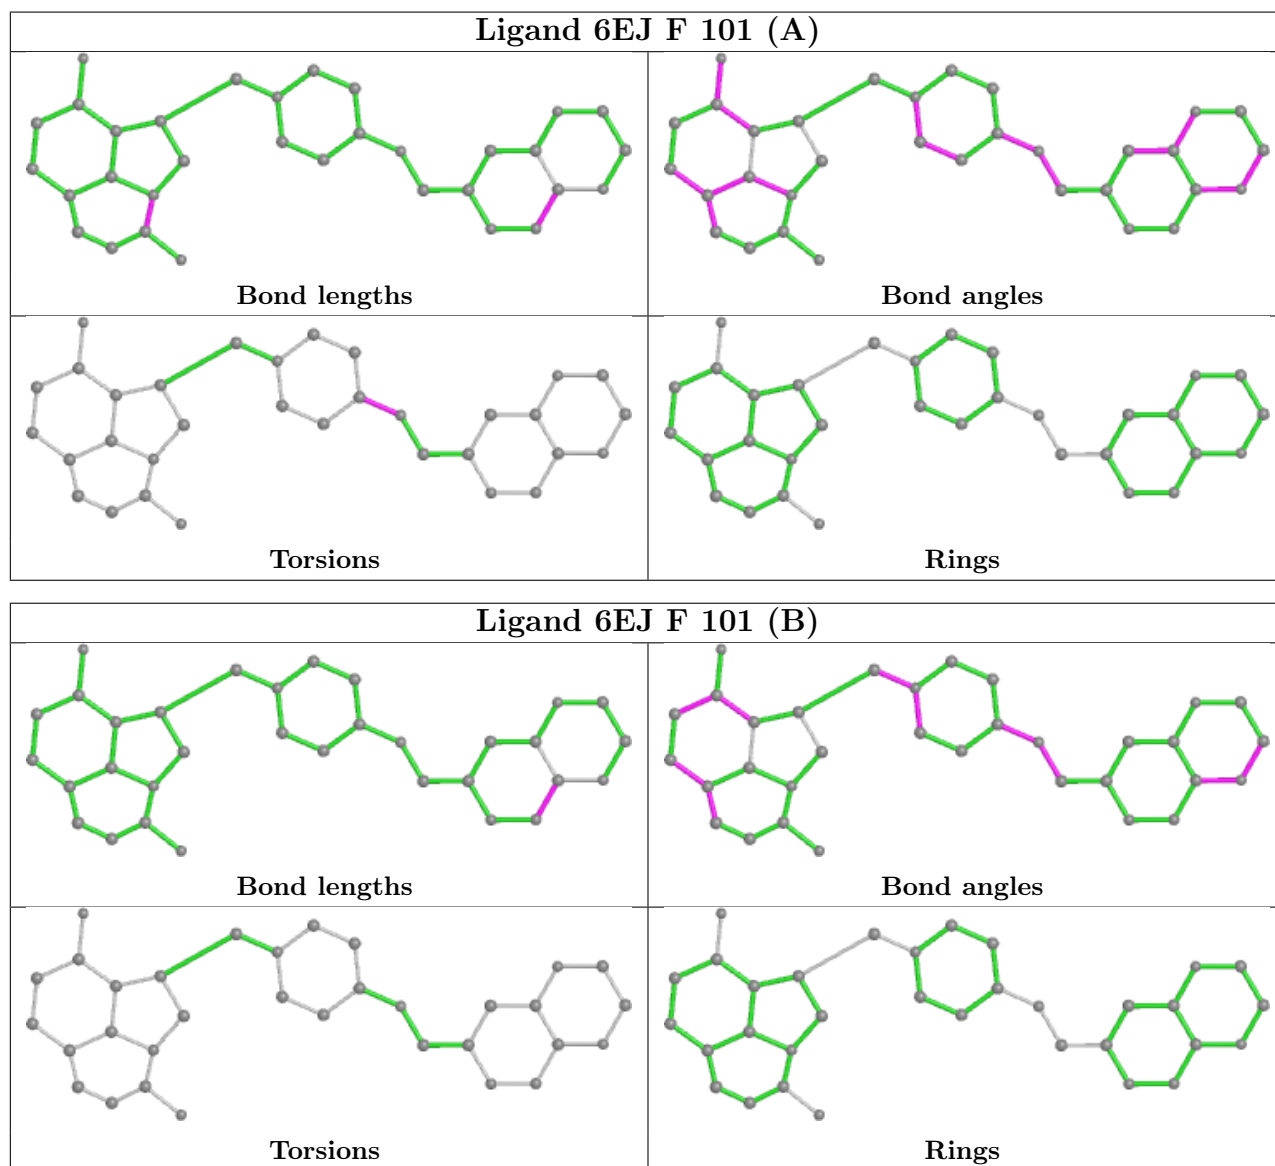 Ligand 6EJ F 101 (A)
Bond lengths
Bond angles
Torsions
Rings
Ligand 6EJ F 101 (B)
Bond lengths
Bond angles
Torsions
Rings